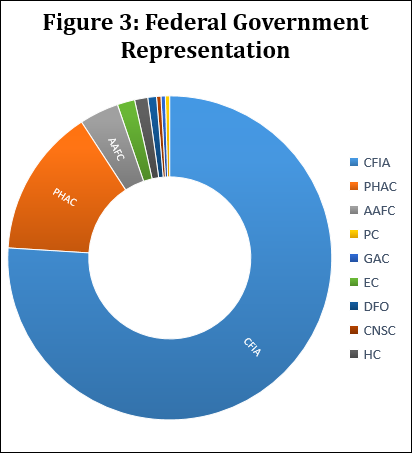 Figure 3: Federal Government
Representation
AAFC
PHAC
CFIA
CFIA
PHAC
AAFC
PC
GAC
EC
DFO
CNSC
HC